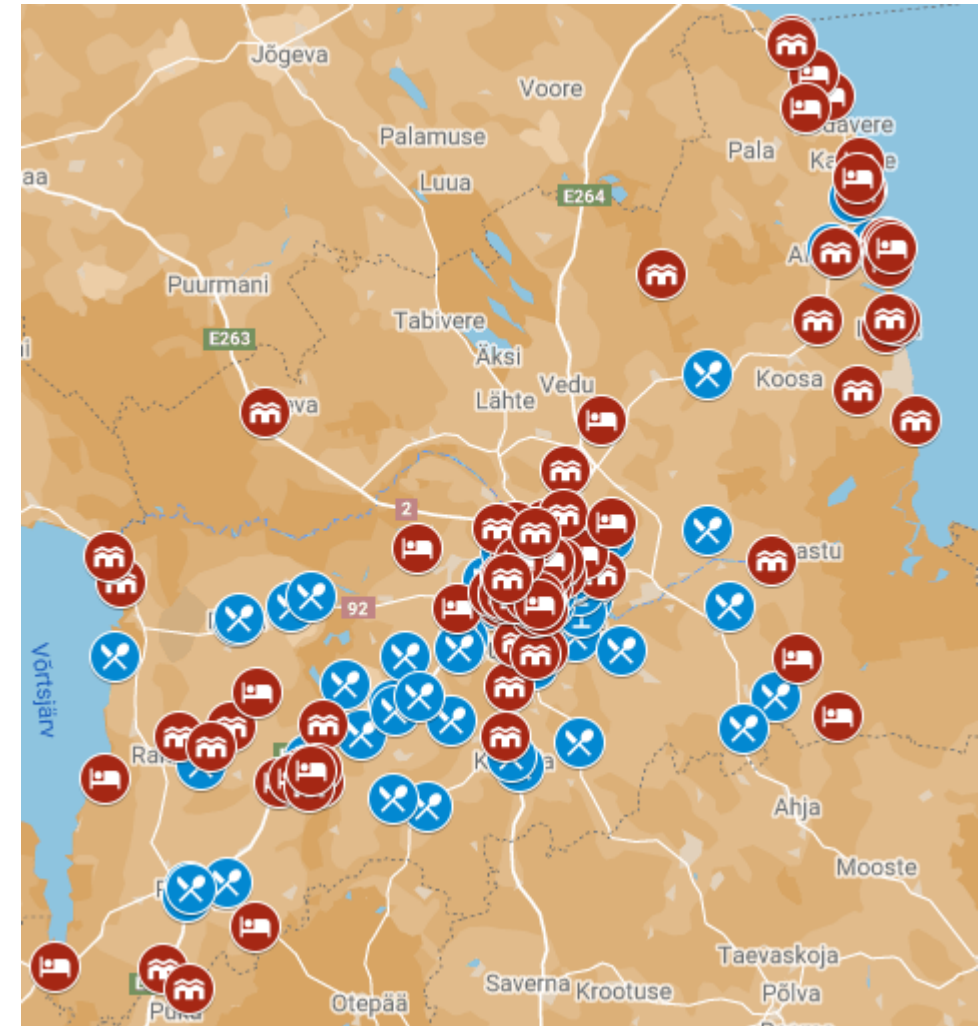 Jõgeva
Voore
Palamuse
Pala
Luua
E264
Puurmani
E263
Tabivere
Äksi
Vedu
Koosa
Lähte
2
92
Võrtsjärv
Ahja
Mooste
Taevaskoja
Saverna
Krootuse
Põlva
Otepää
Puka